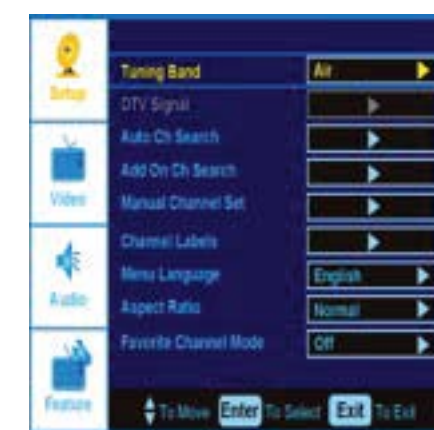 Setup
Video
Audio
Feature
Tuning Band Air
DTV Signal
Auto Ch Search
Add On Ch Search
Manual Channel Set
Channel Labels
Menu Language English
Aspect Ratio Normal
Favorite Channel Mode Off
To Move Enter To Select Exit To Exit